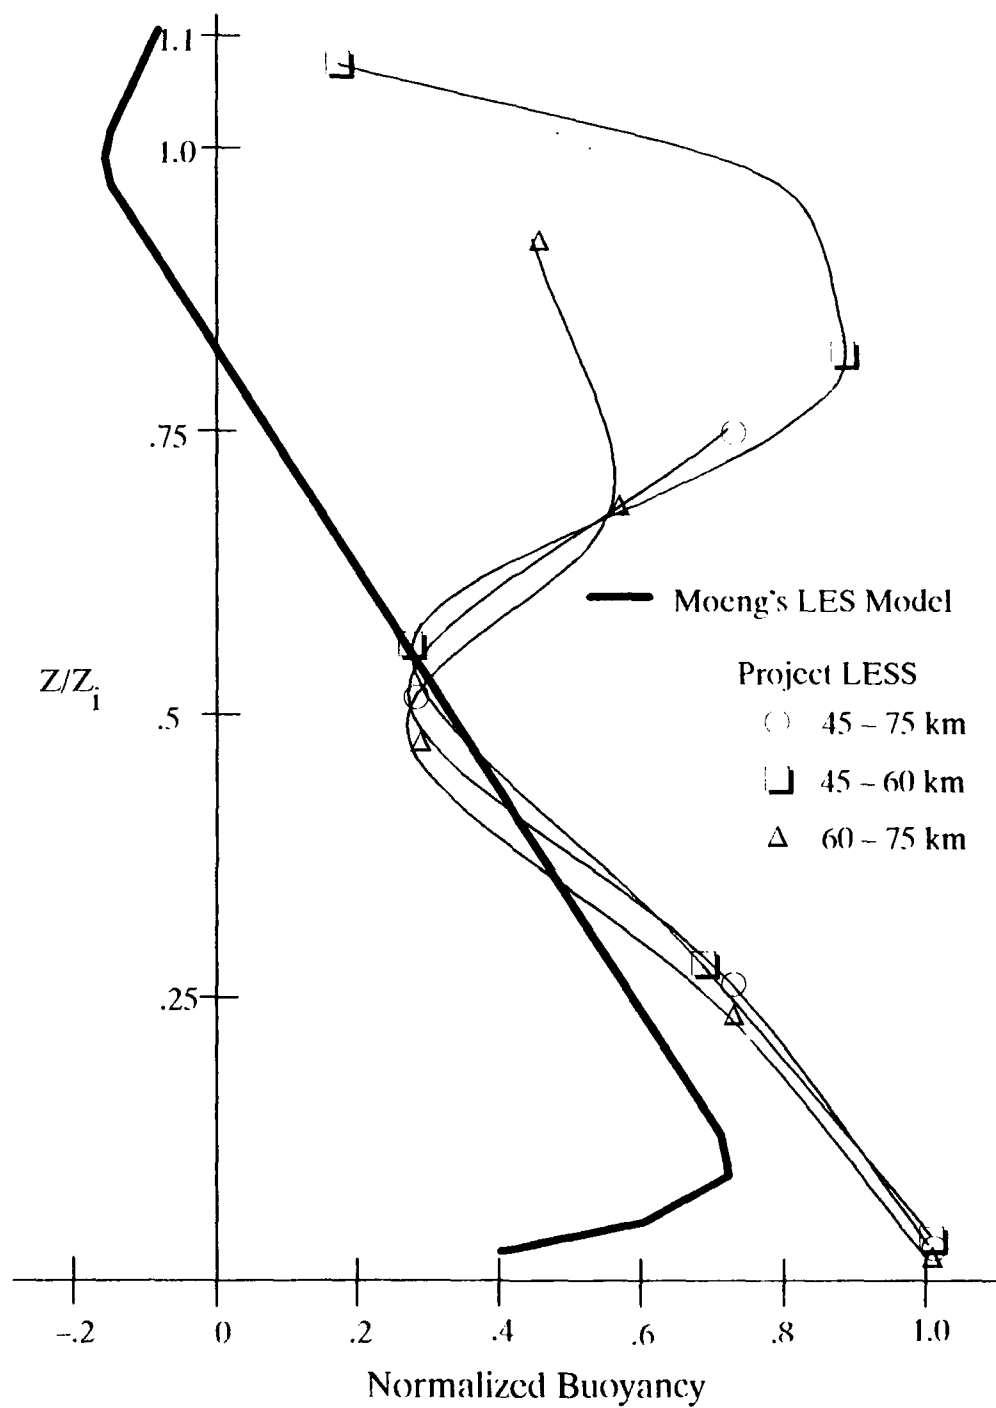 1.1
1.0
.75
Moeng's LES Model
Z/Zi
Project LESS
.5
45 – 75 km
45 – 60 km
60 – 75 km
.25
-.2 0 .2 .4 .6 .8 1.0
Normalized Buoyancy